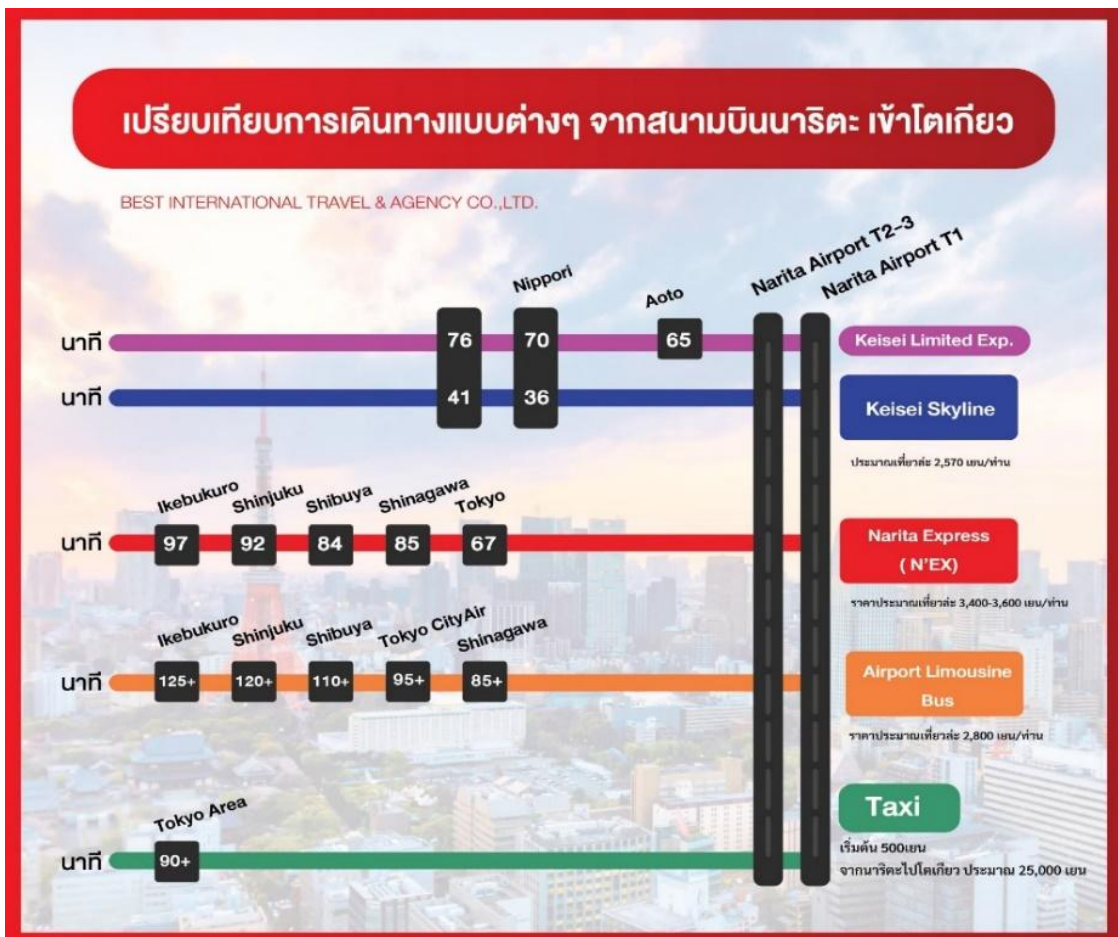 เปรียบเทียบการเดินทางแบบต่างๆ จากสนามบินนาริตะ เข้าโตเกียว
BEST INTERNATIONAL TRAVEL & AGENCY CO.,LTD.
Nippori
Aoto
Narita Airport T2-3
Narita Airport T1
นาที
76
70
65
Keisei Limited Exp.
นาที
41
36
Keisei Skyline
ประมาณเที่ยวล่ะ 2,570 เยน/ท่าน
Ikebukuro
Shinjuku
Shibuya
Shinagawa
Tokyo
นาที
97
92
84
85
67
Narita Express
( N'EX)
ราคาประมาณเที่ยวล่ะ 3,400-3,600 เยน/ท่าน
Ikebukuro
Shinjuku
Shibuya
Tokyo CityAir
Shinagawa
นาที
125+
120+
110+
95+
85+
Airport Limousine
Bus
ราคาประมาณเที่ยวล่ะ 2,800 เยน/ท่าน
Tokyo Area
นาที
90+
Taxi
เริ่มต้น 500เยน
จากนาริตะไปโตเกียว ประมาณ 25,000 เยน